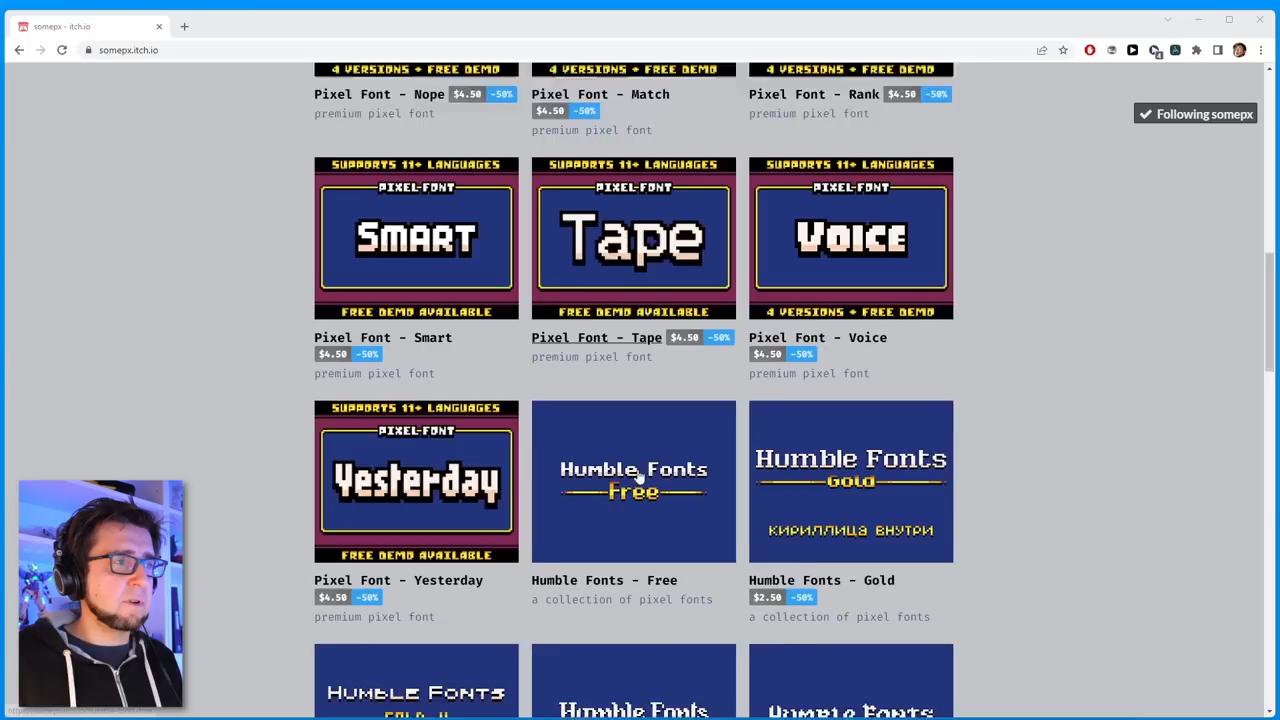 somepx - itch.io
somepx.itch.io
4 VERSIONS + FREE DEMO
4 VERSIONS + FREE DEMO
4 VERSIONS + FREE DEMO
Pixel Font - Nope $4.50 -50%
premium pixel font
Pixel Font - Match
$4.50 -50%
premium pixel font
Pixel Font - Rank $4.50 -50%
premium pixel font
Following somepx
SUPPORTS 11+ LANGUAGES
PIXEL-FONT
SMART
FREE DEMO AVAILABLE
SUPPORTS 11+ LANGUAGES
PIXEL-FONT
Tape
FREE DEMO AVAILABLE
SUPPORTS 11+ LANGUAGES
PIXEL-FONT
VOICE
4 VERSIONS + FREE DEMO
Pixel Font - Smart
$4.50 -50%
premium pixel font
Pixel Font - Tape $4.50 -50%
premium pixel font
Pixel Font - Voice
$4.50 -50%
premium pixel font
SUPPORTS 11+ LANGUAGES
PIXEL-FONT
Yesterday
FREE DEMO AVAILABLE
Humble Fonts
Free
Humble Fonts
Gold
КИРИЛЛИЦА ВНУТРИ
Pixel Font - Yesterday
$4.50 -50%
premium pixel font
Humble Fonts - Free
a collection of pixel fonts
Humble Fonts - Gold
$2.50 -50%
a collection of pixel fonts
HUMBLE FONTS
Humble Fonts
Humble Fonts